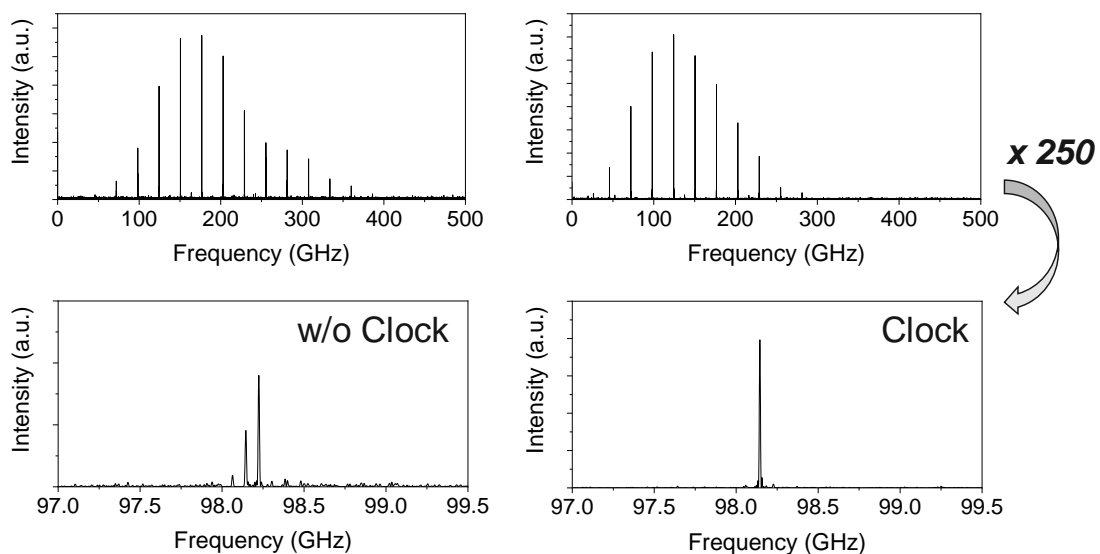 Intensity (a.u.)
0 100 200 300 400 500
Frequency (GHz)
Intensity (a.u.)
0 100 200 300 400 500
Frequency (GHz)
x 250
Intensity (a.u.)
w/o Clock
97.0 97.5 98.0 98.5 99.0 99.5
Frequency (GHz)
Intensity (a.u.)
Clock
97.0 97.5 98.0 98.5 99.0 99.5
Frequency (GHz)